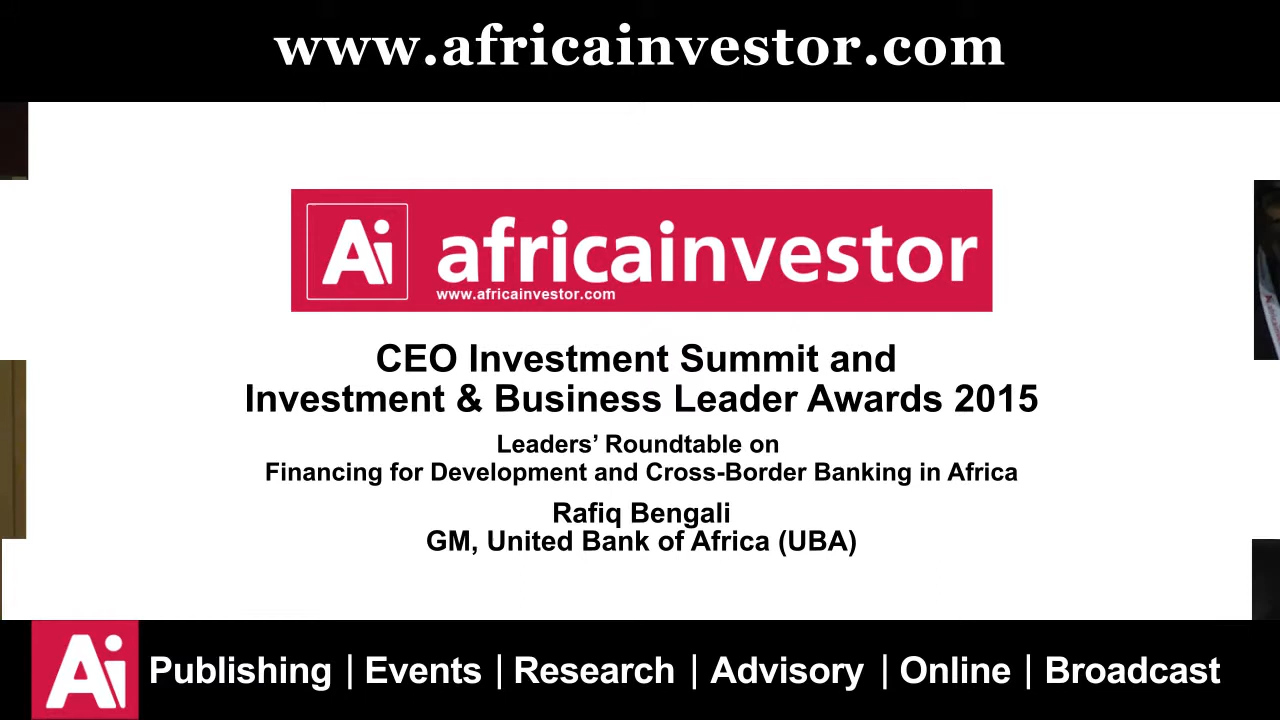 www.africainvestor.com
Ai africainvestor
www.africainvestor.com
CEO Investment Summit and
Investment & Business Leader Awards 2015
Leaders’ Roundtable on
Financing for Development and Cross-Border Banking in Africa
Rafiq Bengali
GM, United Bank of Africa (UBA)
Ai Publishing | Events | Research | Advisory | Online | Broadcast